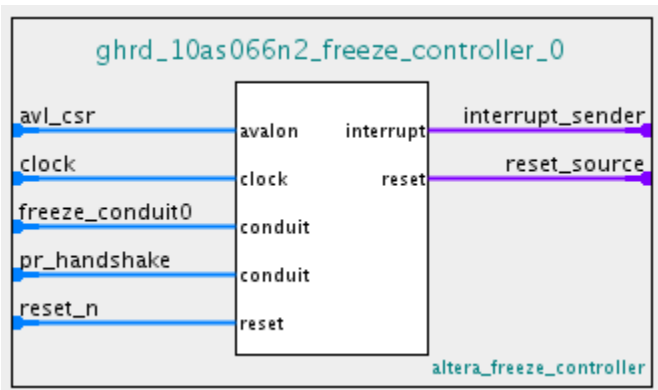 ghrd_10as066n2_freeze_controller_0
avl_csr
interrupt_sender
avalon
interrupt
clock
reset_source
clock
reset
freeze_conduit0
conduit
pr_handshake
conduit
reset_n
reset
altera_freeze_controller